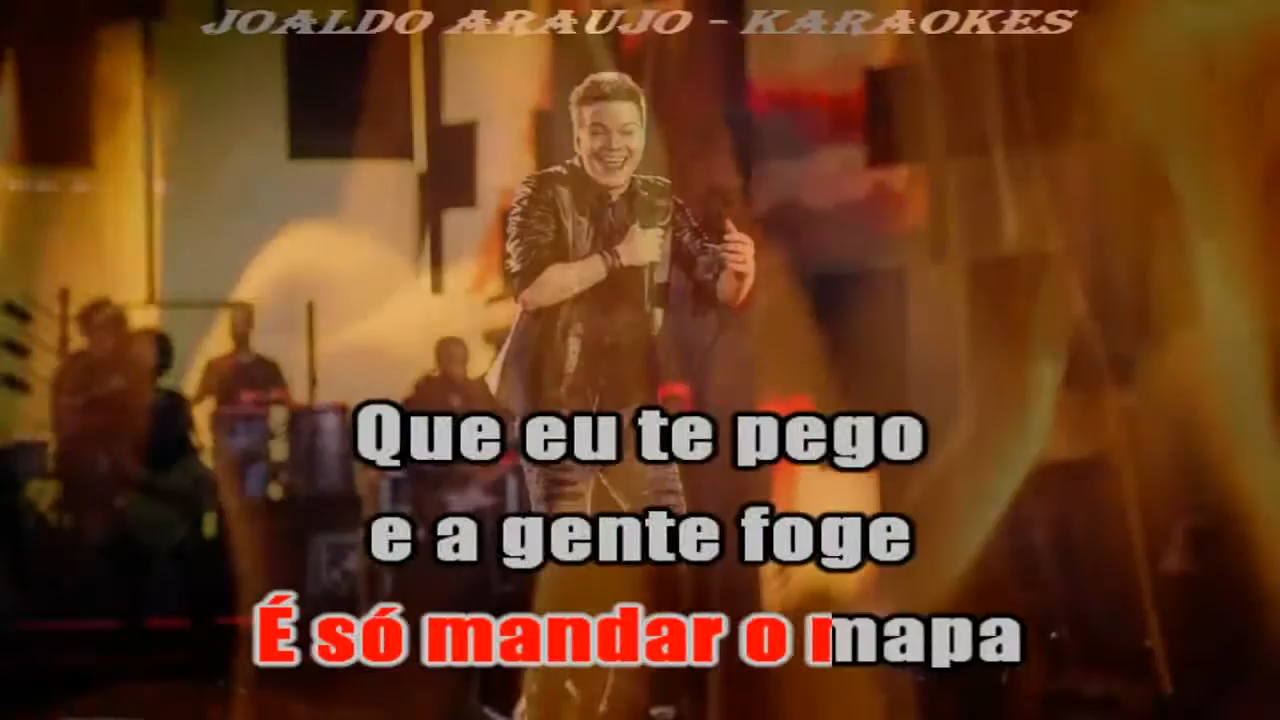 JOALDO ARAUJO - KARAOKES
Que eu te pego
e a gente foge
É só mandar o mapa